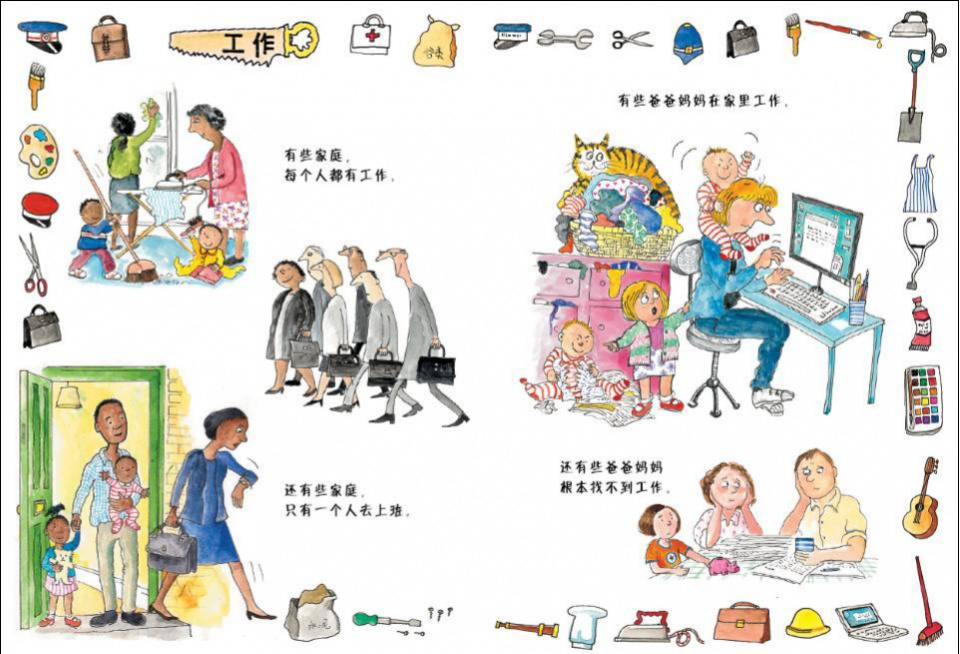 工作
有些家庭，
每个人都有工作。
还有些家庭，
只有一个人去上班。
有些爸爸妈妈在家里工作。
还有些爸爸妈妈
根本找不到工作。